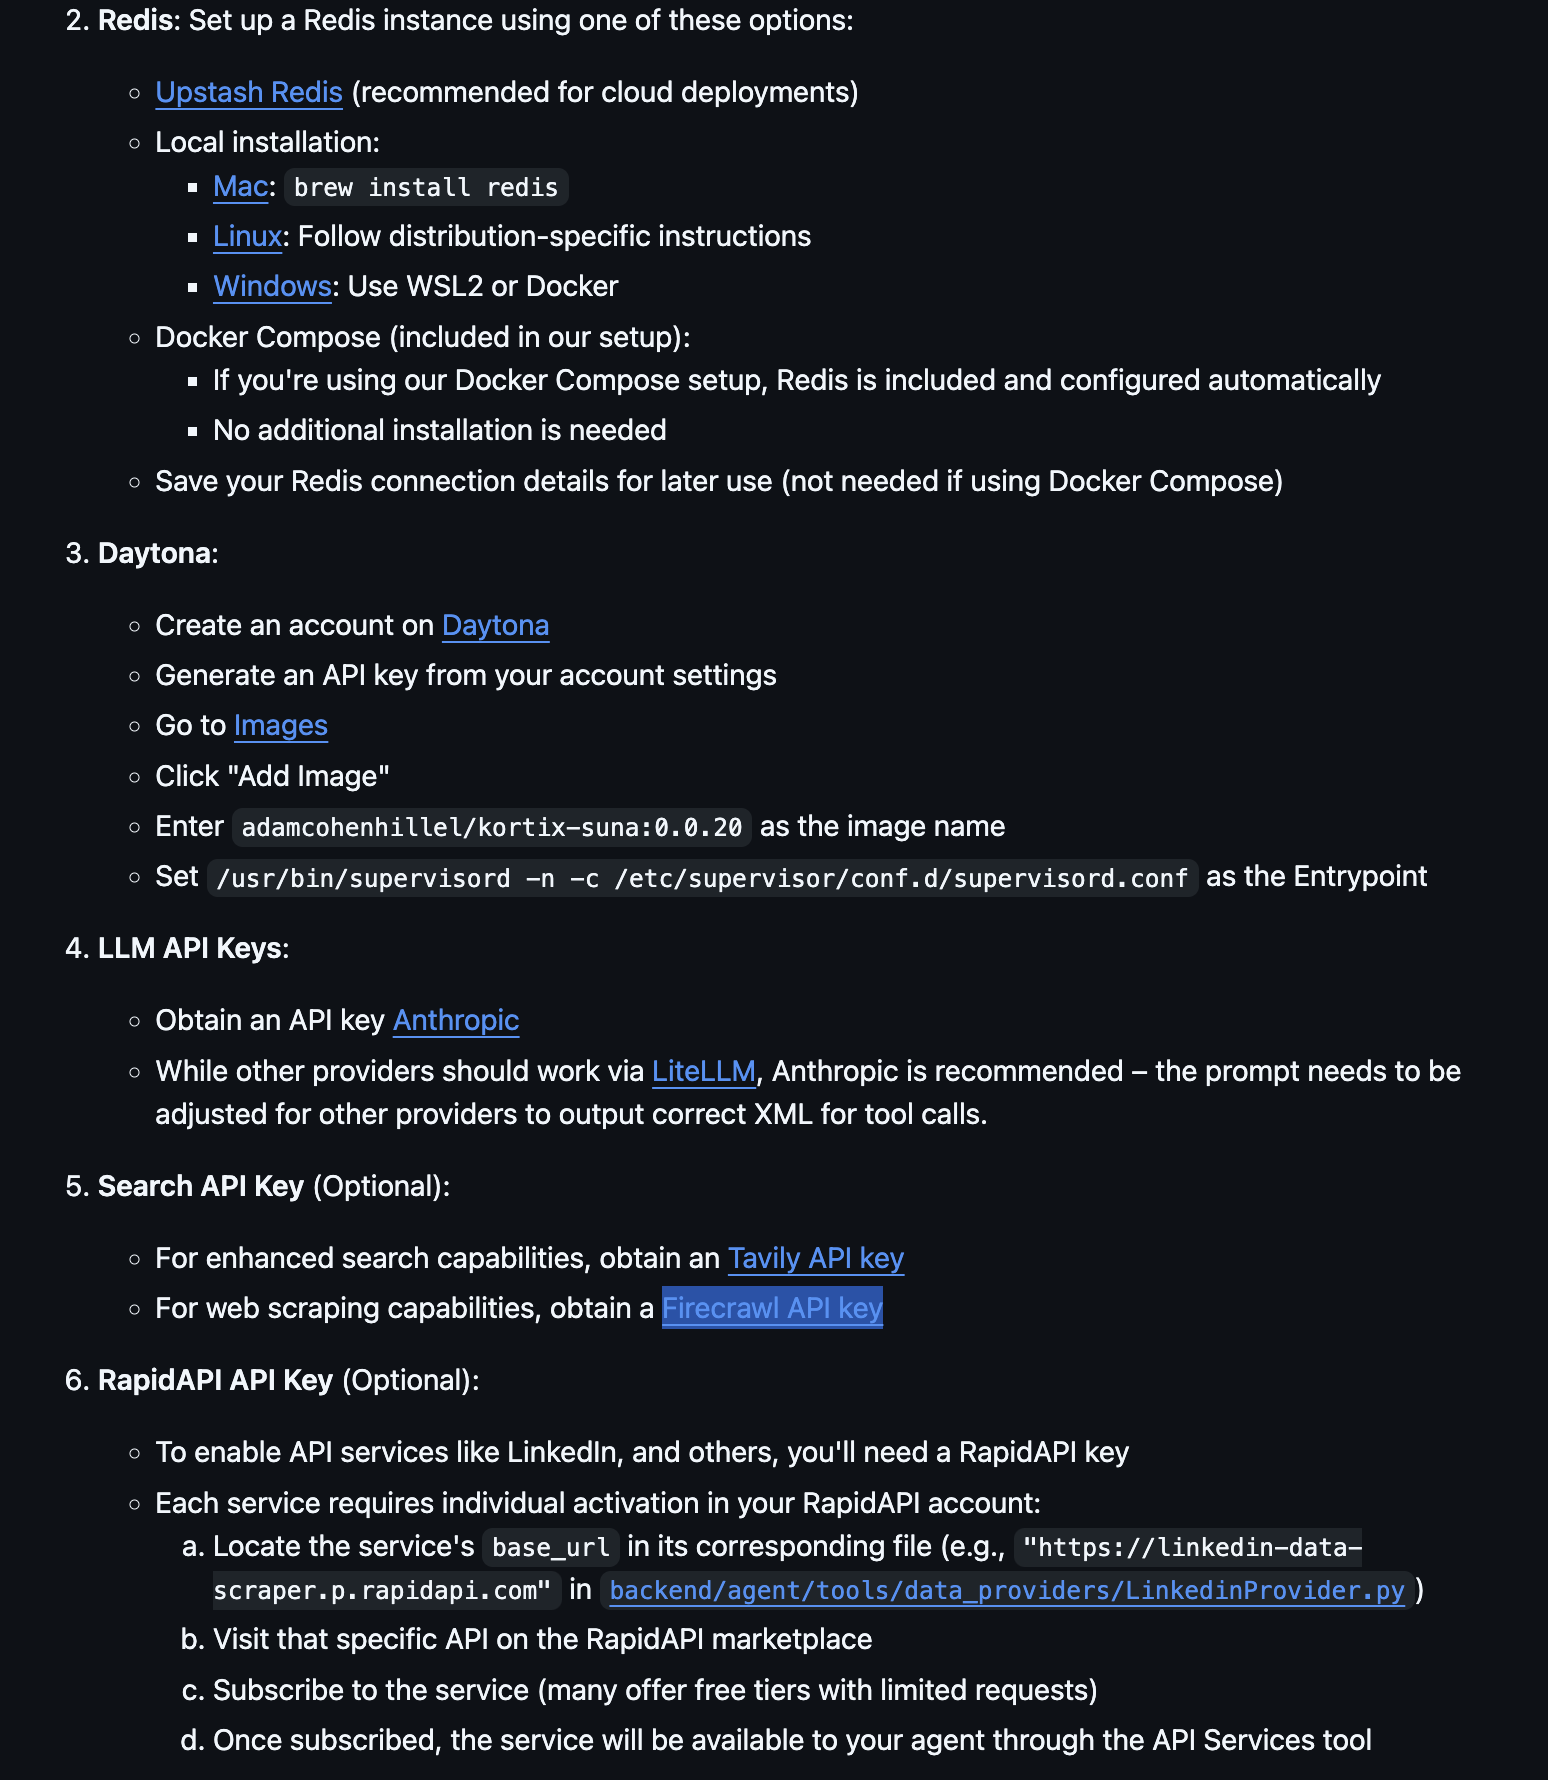 2. Redis: Set up a Redis instance using one of these options:
Upstash Redis (recommended for cloud deployments)
Local installation:
Mac: brew install redis
Linux: Follow distribution-specific instructions
Windows: Use WSL2 or Docker
Docker Compose (included in our setup):
If you're using our Docker Compose setup, Redis is included and configured automatically
No additional installation is needed
Save your Redis connection details for later use (not needed if using Docker Compose)
3. Daytona:
Create an account on Daytona
Generate an API key from your account settings
Go to Images
Click "Add Image"
Enter adamcohenhillel/kortix-suna:0.0.20 as the image name
Set /usr/bin/supervisord -n -c /etc/supervisor/conf.d/supervisord.conf as the Entrypoint
4. LLM API Keys:
Obtain an API key Anthropic
While other providers should work via LiteLLM, Anthropic is recommended – the prompt needs to be
adjusted for other providers to output correct XML for tool calls.
5. Search API Key (Optional):
For enhanced search capabilities, obtain an Tavily API key
For web scraping capabilities, obtain a Firecrawl API key
6. RapidAPI API Key (Optional):
To enable API services like LinkedIn, and others, you'll need a RapidAPI key
Each service requires individual activation in your RapidAPI account:
a. Locate the service's base_url in its corresponding file (e.g., "https://linkedin-data-
scraper.p.rapidapi.com" in backend/agent/tools/data_providers/LinkedinProvider.py)
b. Visit that specific API on the RapidAPI marketplace
c. Subscribe to the service (many offer free tiers with limited requests)
d. Once subscribed, the service will be available to your agent through the API Services tool